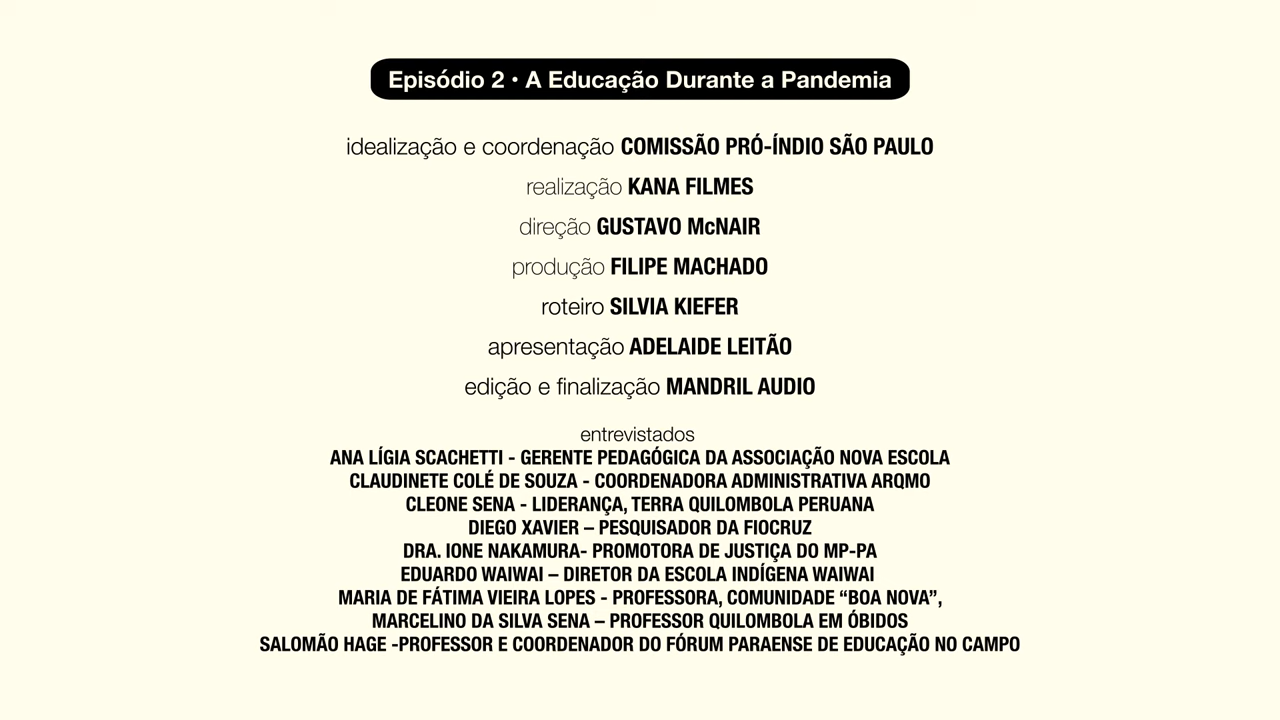 Episódio 2 • A Educação Durante a Pandemia
idealização e coordenação COMISSÃO PRÓ-ÍNDIO SÃO PAULO
realização KANA FILMES
direção GUSTAVO McNAIR
produção FILIPE MACHADO
roteiro SILVIA KIEFER
apresentação ADELAIDE LEITÃO
edição e finalização MANDRIL AUDIO
entrevistados
ANA LÍGIA SCACHETTI - GERENTE PEDAGÓGICA DA ASSOCIAÇÃO NOVA ESCOLA
CLAUDINETE COLÉ DE SOUZA - COORDENADORA ADMINISTRATIVA ARQMO
CLEONE SENA - LIDERANÇA, TERRA QUILOMBOLA PERUANA
DIEGO XAVIER – PESQUISADOR DA FIOCRUZ
DRA. IONE NAKAMURA- PROMOTORA DE JUSTIÇA DO MP-PA
EDUARDO WAIWAI – DIRETOR DA ESCOLA INDÍGENA WAIWAI
MARIA DE FÁTIMA VIEIRA LOPES - PROFESSORA, COMUNIDADE “BOA NOVA”,
MARCELINO DA SILVA SENA – PROFESSOR QUILOMBOLA EM ÓBIDOS
SALOMÃO HAGE -PROFESSOR E COORDENADOR DO FÓRUM PARAENSE DE EDUCAÇÃO NO CAMPO